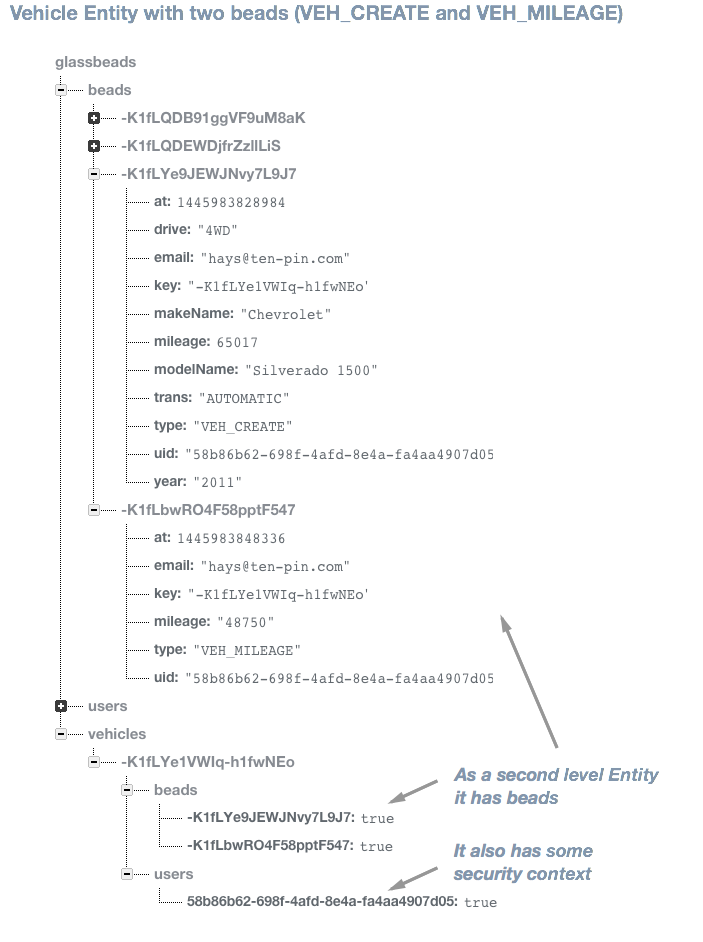 Vehicle Entity with two beads (VEH_CREATE and VEH_MILEAGE)
glassbeads
beads
-K1fLQDB91ggVF9uM8aK
-K1fLQDEWDjfrZzIlLiS
-K1fLYe9JEWJNvy7L9J7
at: 1445983828984
drive: "4WD"
email: "hays@ten-pin.com"
key: "-K1fLYe1VWIq-h1fwNEo'
makeName: "Chevrolet"
mileage: 65017
modelName: "Silverado 1500"
trans: "AUTOMATIC"
type: "VEH_CREATE"
uid: "58b86b62-698f-4afd-8e4a-fa4aa4907d05
year: "2011"
-K1fLbwRO4F58pptF547
at: 1445983848336
email: "hays@ten-pin.com"
key: "-K1fLYe1VWIq-h1fwNEo'
mileage: "48750"
type: "VEH_MILEAGE"
uid: "58b86b62-698f-4afd-8e4a-fa4aa4907d05
users
vehicles
-K1fLYe1VWIq-h1fwNEo
beads
-K1fLYe9JEWJNvy7L9J7: true
-K1fLbwRO4F58pptF547: true
users
58b86b62-698f-4afd-8e4a-fa4aa4907d05: true
As a second level Entity
it has beads
It also has some
security context